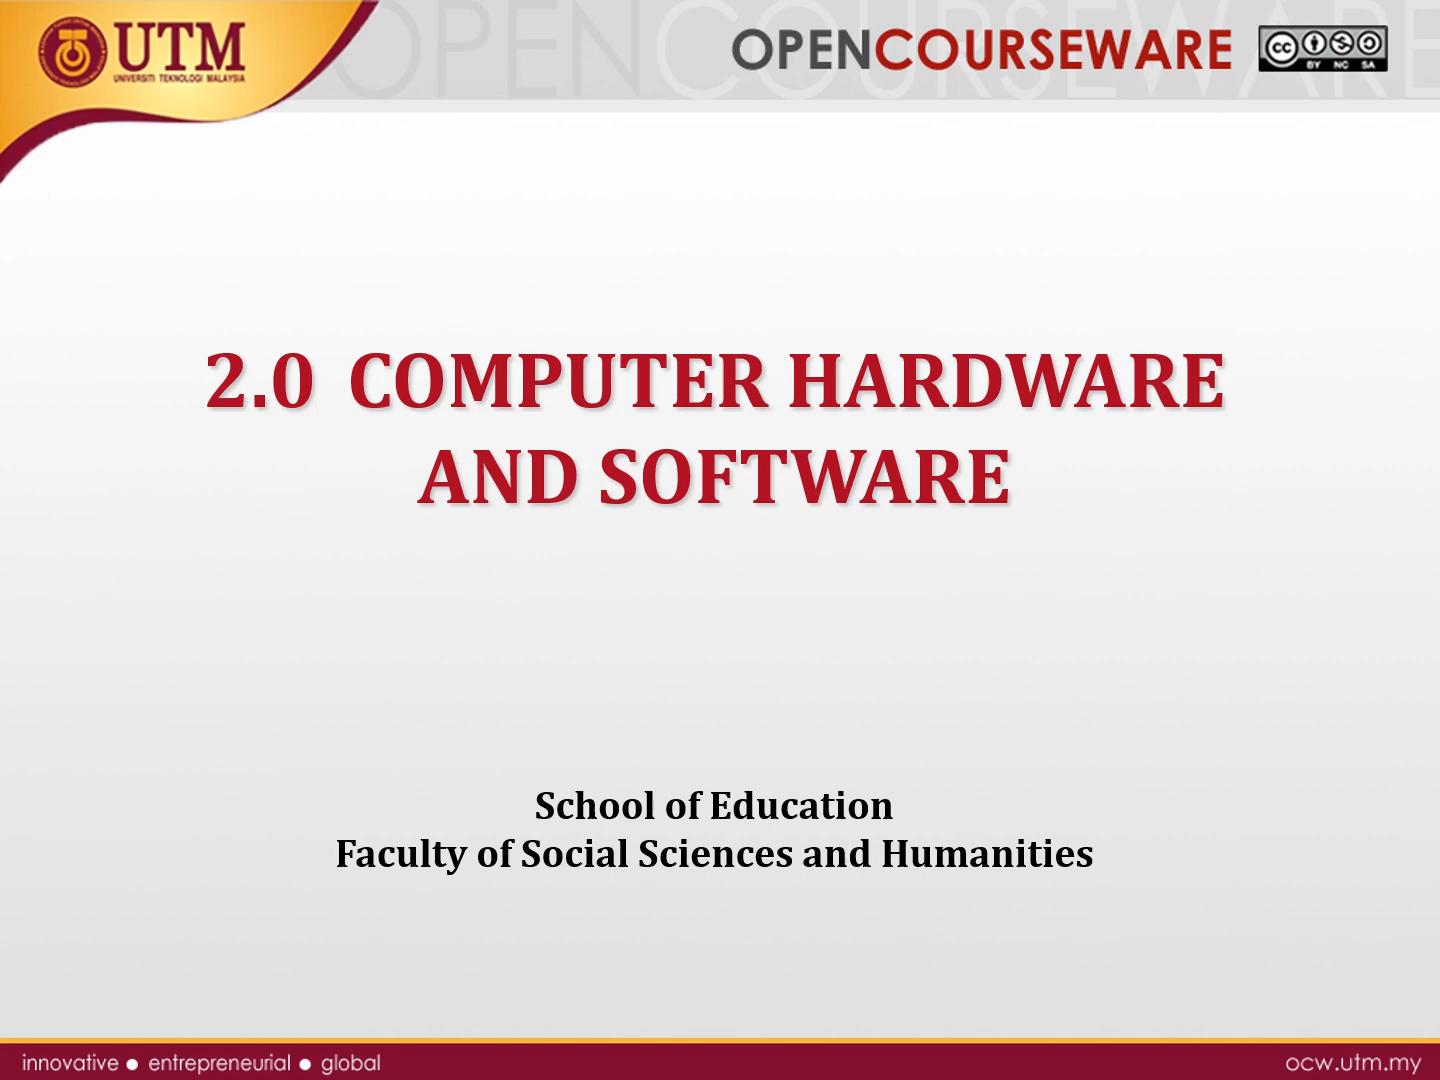 UTM
UNIVERSITI TEKNOLOGI MALAYSIA
OPENCOURSEWARE
cc
BY NC SA
2.0 COMPUTER HARDWARE
AND SOFTWARE
School of Education
Faculty of Social Sciences and Humanities
innovative ● entrepreneurial ● global
ocw.utm.my